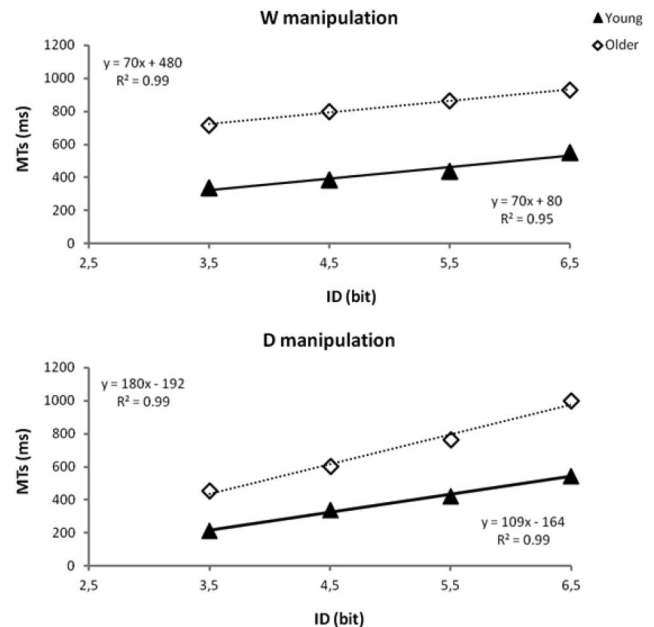 W manipulation
Young
Older
y = 70x + 480
R² = 0.99
y = 70x + 80
R² = 0.95
1200
1000
800
600
400
200
0
MTs (ms)
2,5 3,5 4,5 5,5 6,5
ID (bit)
D manipulation
y = 180x - 192
R² = 0.99
y = 109x - 164
R² = 0.99
1200
1000
800
600
400
200
0
MTs (ms)
2,5 3,5 4,5 5,5 6,5
ID (bit)